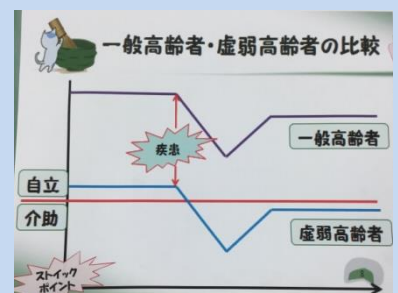 一般高齢者・虚弱高齢者の比較
疾患
一般高齢者
自立
介助
虚弱高齢者
ストイック
ポイント